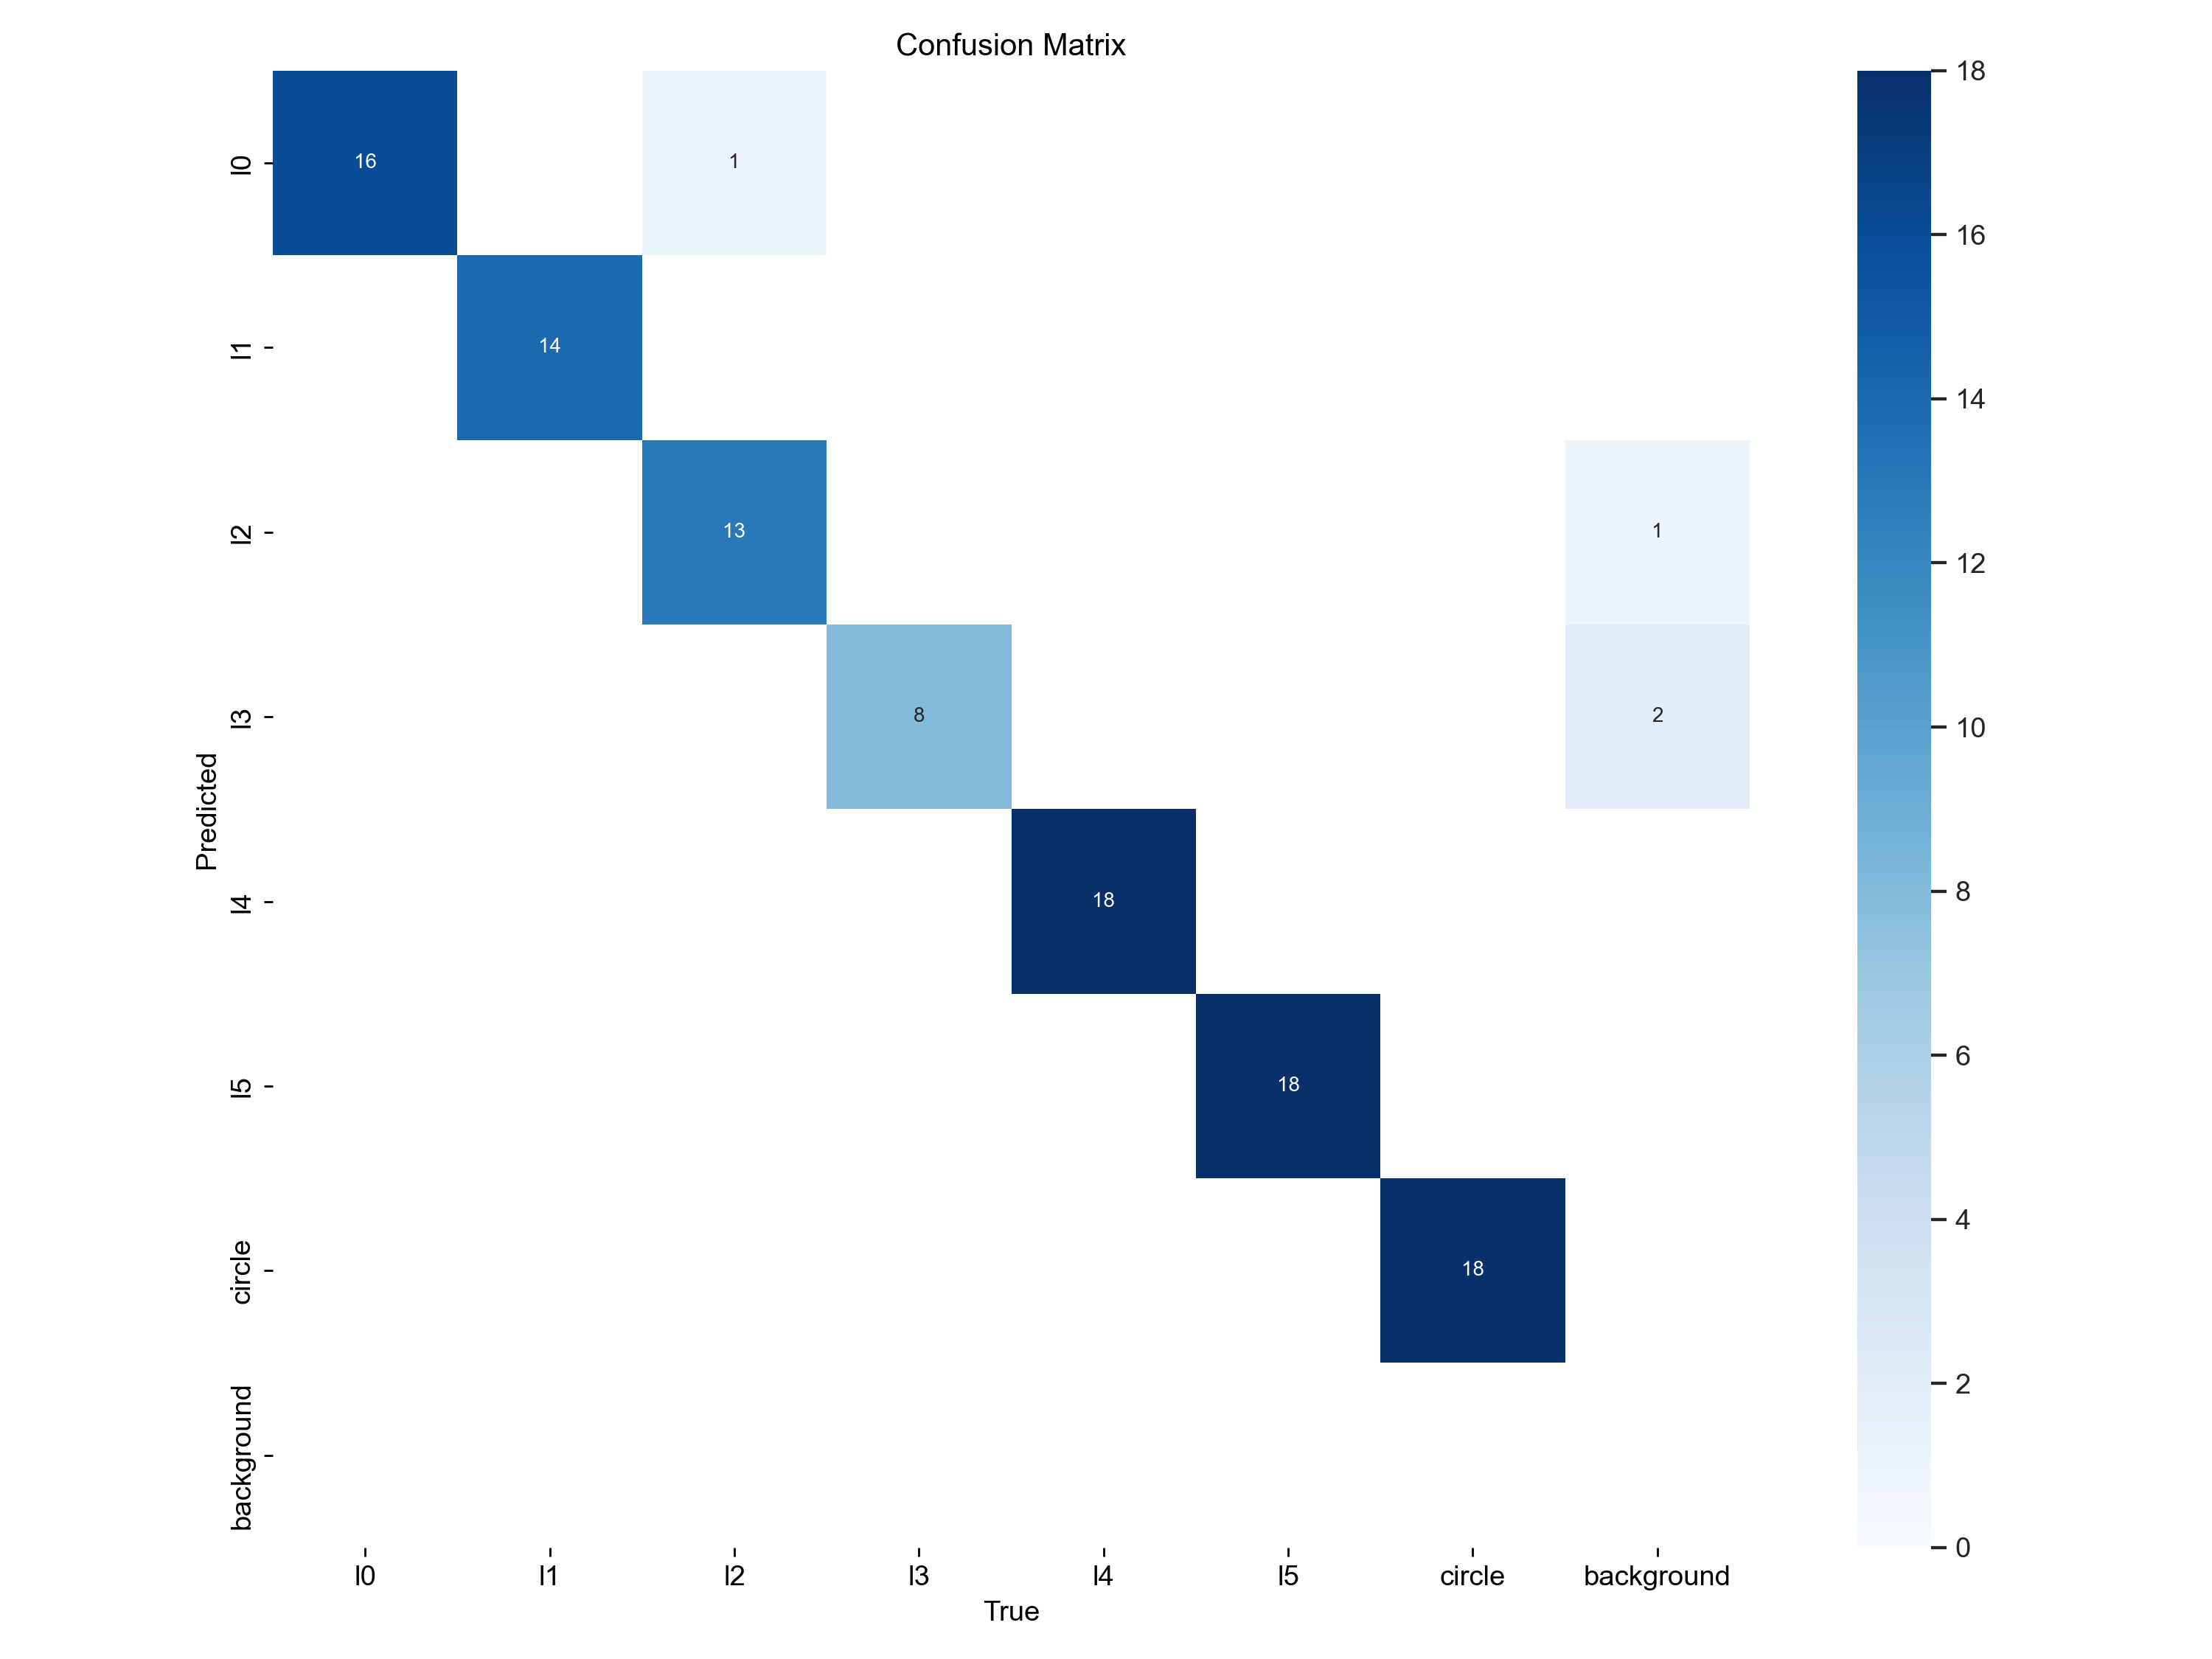 Confusion Matrix
l0
16
1
l1
14
l2
13
1
l3
8
2
l4
18
l5
18
circle
18
background
Predicted
l0 l1 l2 l3 l4 l5 circle background
True
18
16
14
12
10
8
6
4
2
0